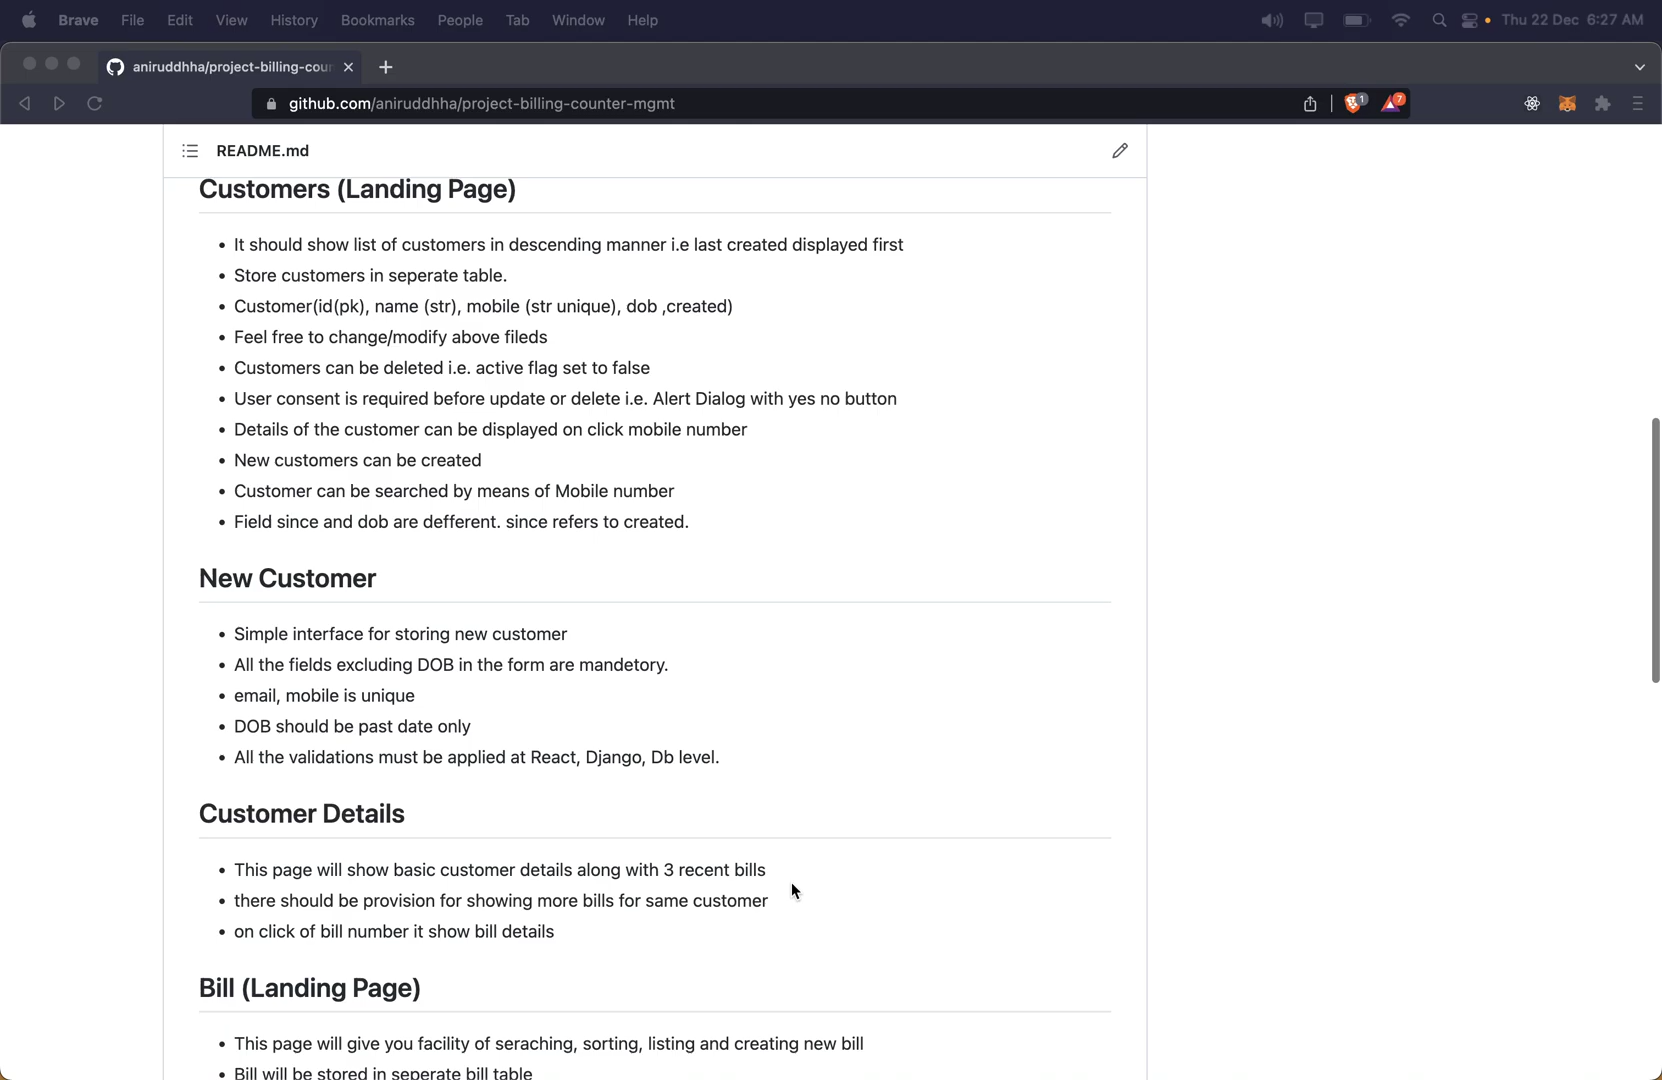 Brave File Edit View History Bookmarks People Tab Window Help Thu 22 Dec 6:27 AM
aniruddhha/project-billing-coun
github.com/aniruddhha/project-billing-counter-mgmt 1 7
README.md
Customers (Landing Page)
• It should show list of customers in descending manner i.e last created displayed first
• Store customers in seperate table.
• Customer(id(pk), name (str), mobile (str unique), dob ,created)
• Feel free to change/modify above fileds
• Customers can be deleted i.e. active flag set to false
• User consent is required before update or delete i.e. Alert Dialog with yes no button
• Details of the customer can be displayed on click mobile number
• New customers can be created
• Customer can be searched by means of Mobile number
• Field since and dob are defferent. since refers to created.
New Customer
• Simple interface for storing new customer
• All the fields excluding DOB in the form are mandetory.
• email, mobile is unique
• DOB should be past date only
• All the validations must be applied at React, Django, Db level.
Customer Details
• This page will show basic customer details along with 3 recent bills
• there should be provision for showing more bills for same customer
• on click of bill number it show bill details
Bill (Landing Page)
• This page will give you facility of seraching, sorting, listing and creating new bill
• Bill will be stored in seperate bill table